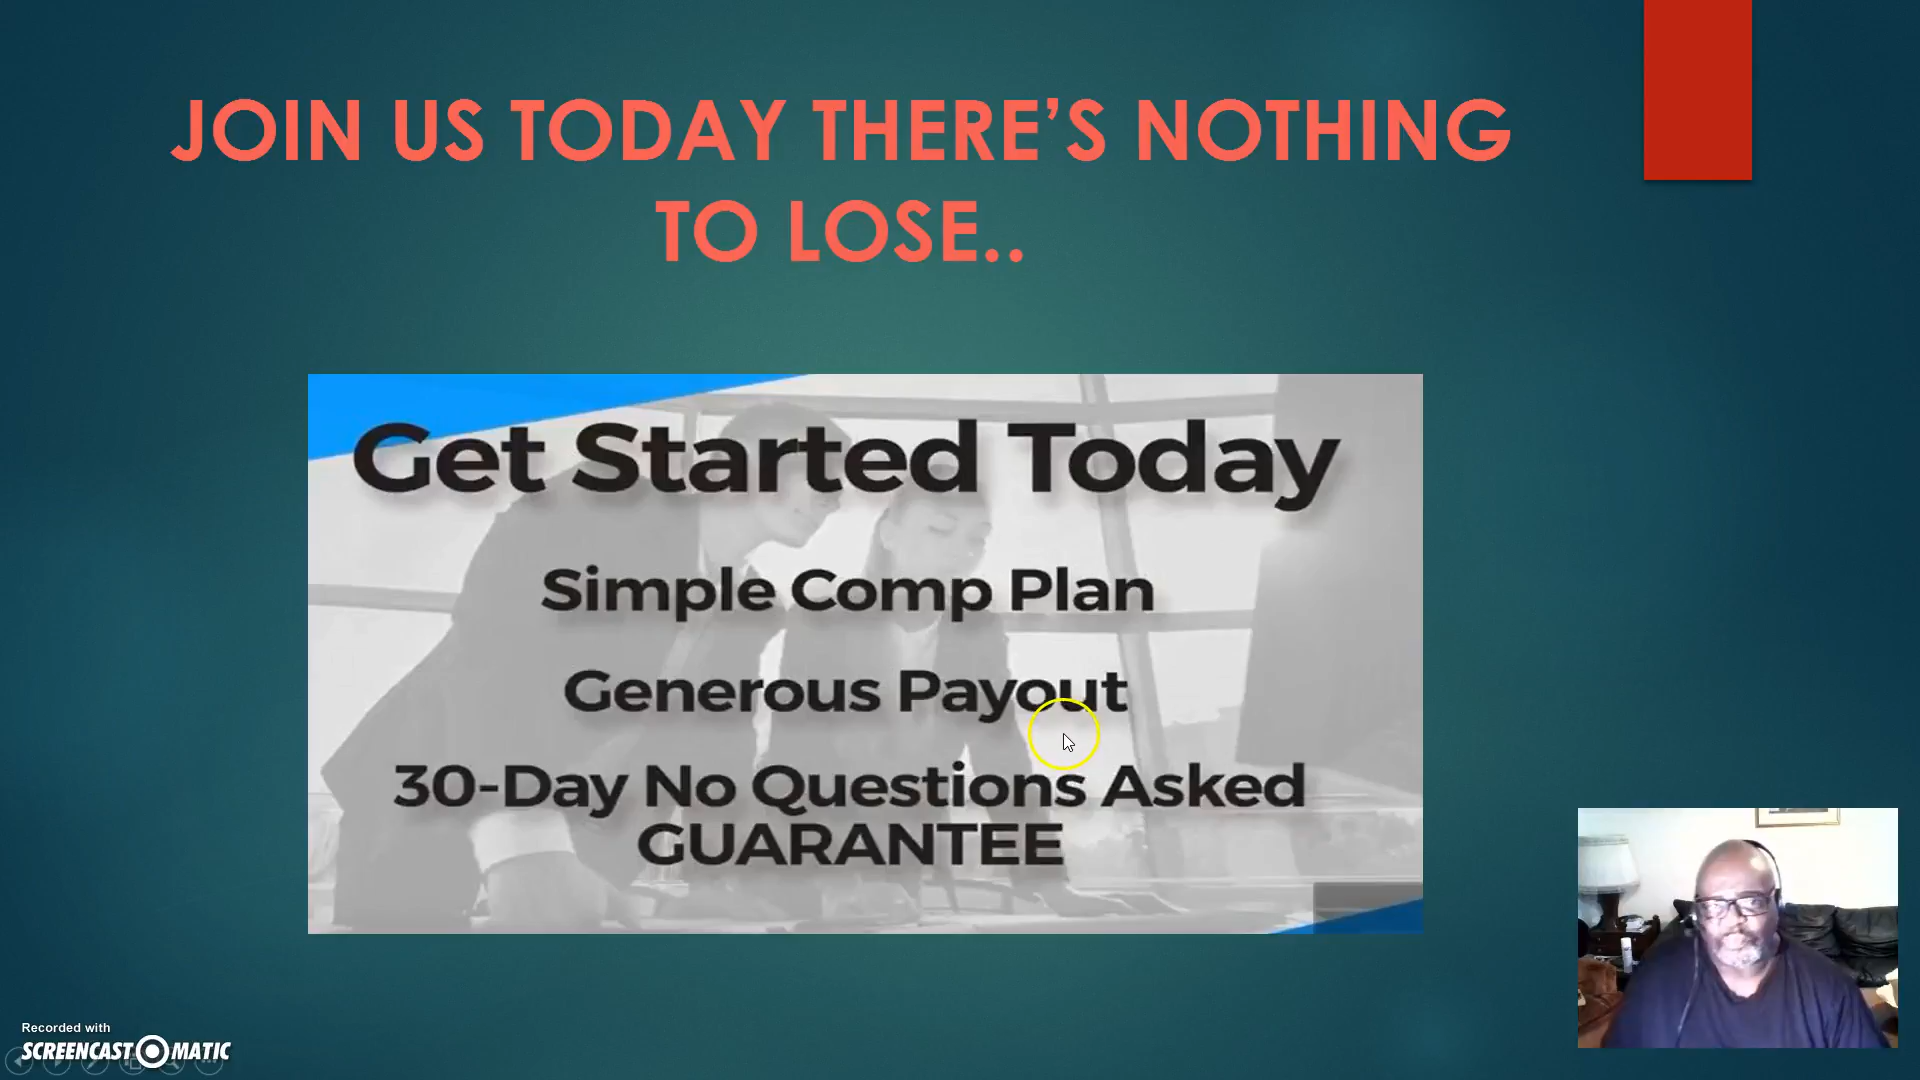 JOIN US TODAY THERE’S NOTHING
TO LOSE..
Get Started Today
Simple Comp Plan
Generous Payout
30-Day No Questions Asked
GUARANTEE
Recorded with
SCREENCAST MATIC